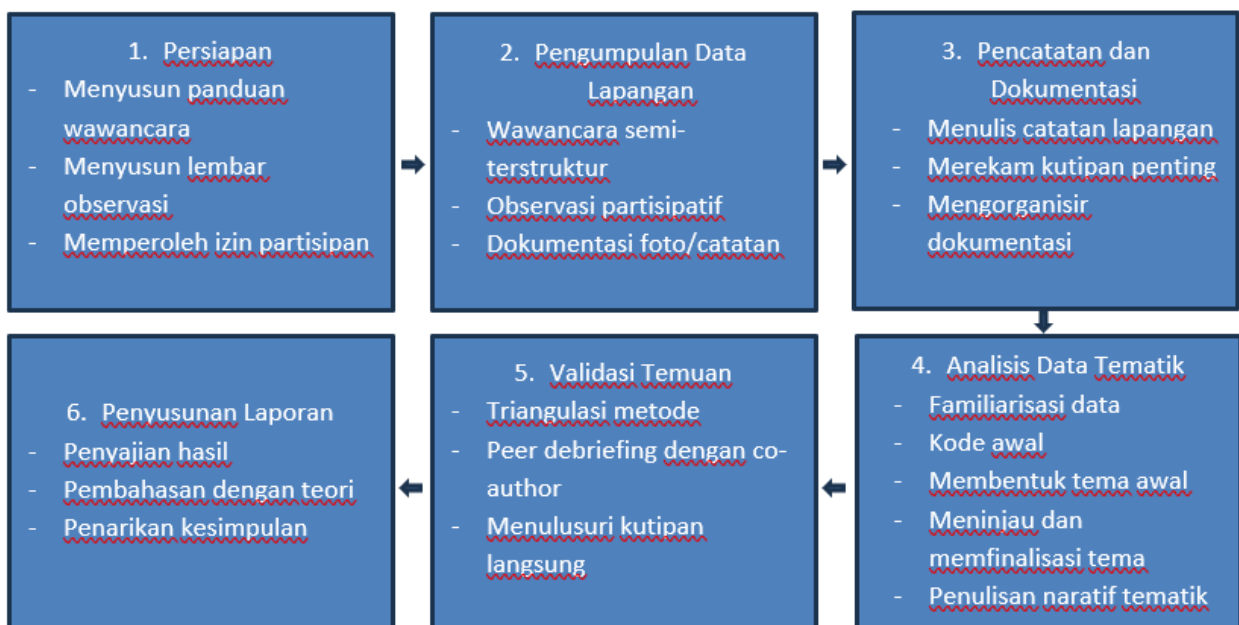 1. Persiapan
- Menyusun panduan
wawancara
- Menyusun lembar
observasi
- Memperoleh izin partisipan
2. Pengumpulan Data
Lapangan
- Wawancara semi-
terstruktur
- Observasi partisipatif
- Dokumentasi foto/catatan
3. Pencatatan dan
Dokumentasi
- Menulis catatan lapangan
- Merekam kutipan penting
- Mengorganisir
dokumentasi
4. Analisis Data Tematik
- Familiarisasi data
- Kode awal
- Membentuk tema awal
- Meninjau dan
memfinalisasi tema
- Penulisan naratif tematik
5. Validasi Temuan
- Triangulasi metode
- Peer debriefing dengan co-
author
- Menulusuri kutipan
langsung
6. Penyusunan Laporan
- Penyajian hasil
- Pembahasan dengan teori
- Penarikan kesimpulan